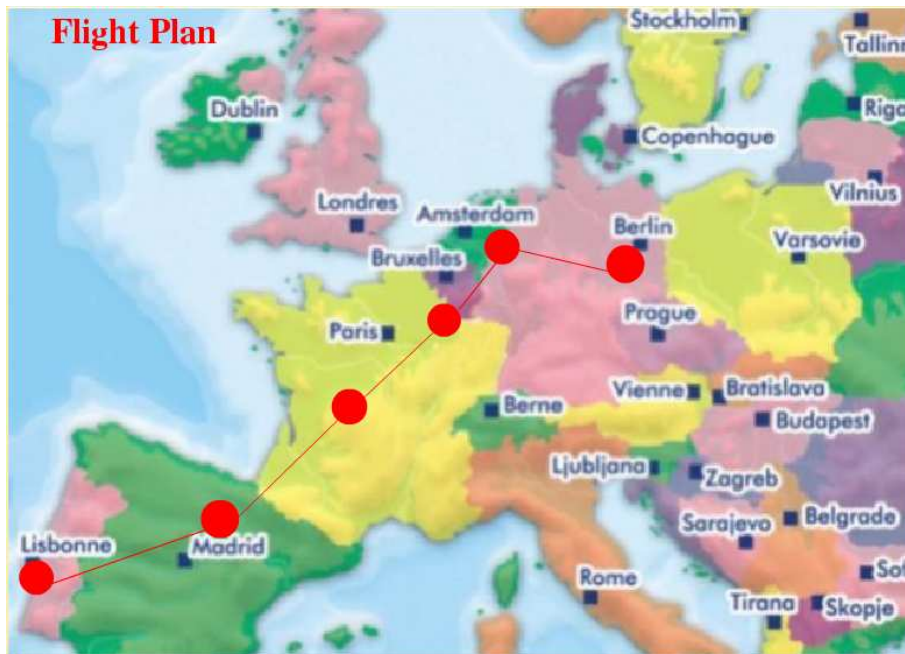 Flight Plan
Stockholm
Tallinn
Dublin
Riga
Copenhague
Londres
Vilnius
Amsterdam
Berlin
Varsovie
Bruxelles
Paris
Prague
Vienne
Bratislava
Berne
Budapest
Ljubljana
Zagreb
Sarajevo
Belgrade
Lisbonne
Madrid
Rome
Sof
Tirana
Skopje